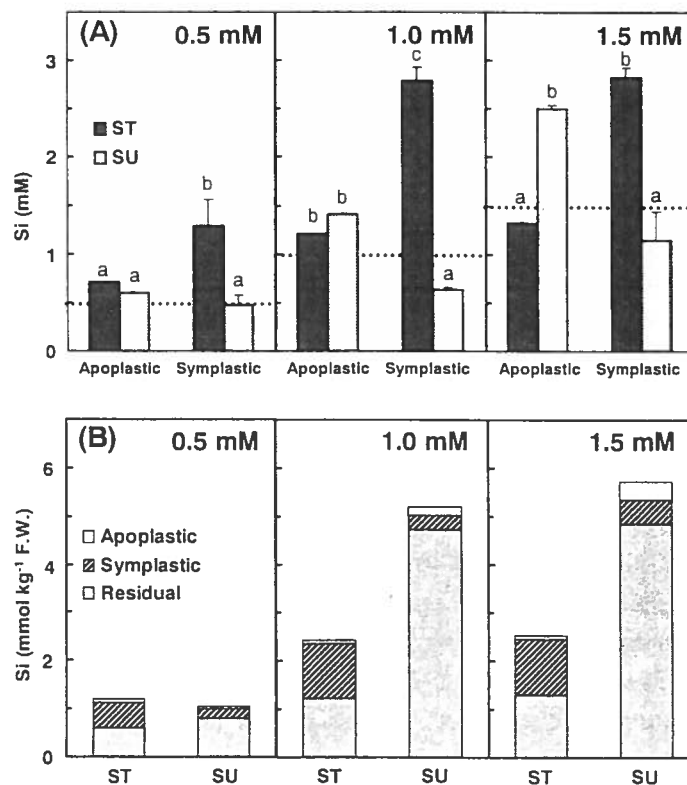 (A) 0.5 mM 1.0 mM 1.5 mM
3
2
1
0
Si (mM)
ST
SU
a a b a
b b c a
a b b a
Apoplastic Symplastic Apoplastic Symplastic Apoplastic Symplastic
(B) 0.5 mM 1.0 mM 1.5 mM
6
4
2
0
Si (mmol kg⁻¹ F.W.)
Apoplastic
Symplastic
Residual
ST SU ST SU ST SU